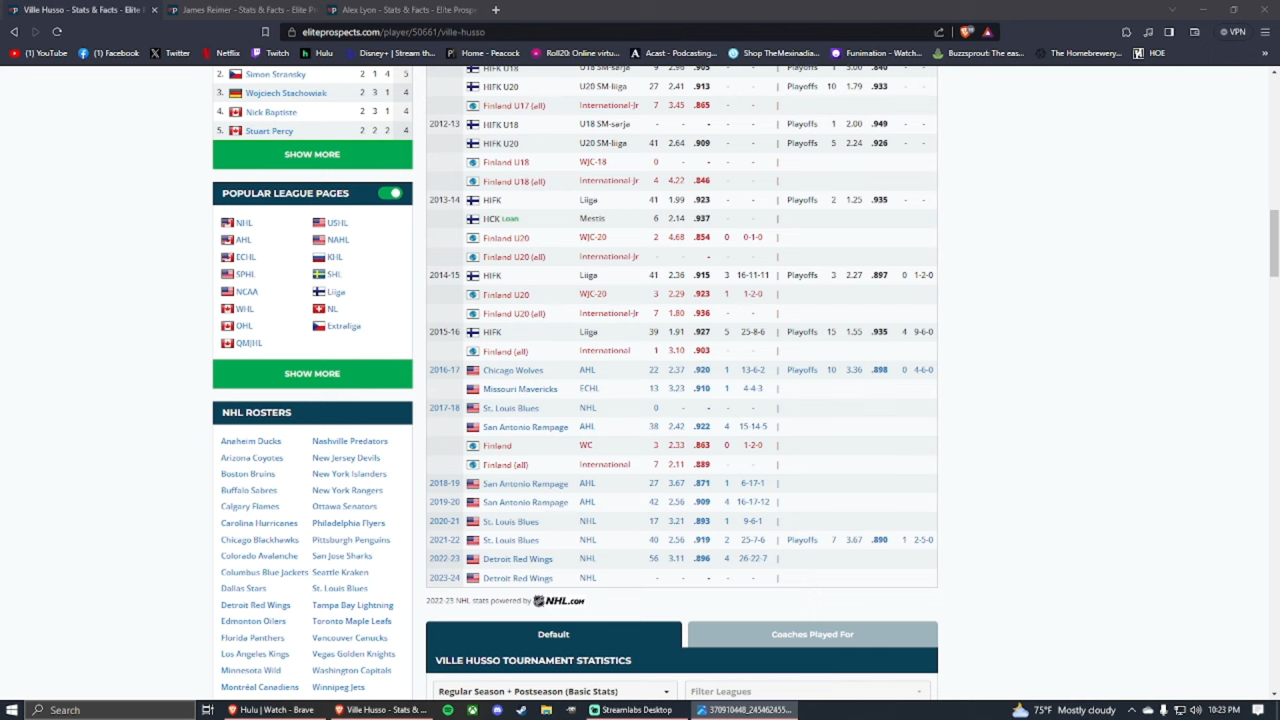 Ville Husso - Stats & Facts - Elite P
James Reimer - Stats & Facts - Elite Pr
Alex Lyon - Stats & Facts - Elite Prosp
eliteprospects.com/player/50661/ville-husso
VPN
(1) YouTube
(1) Facebook
Twitter
Netflix
Twitch
Hulu
Disney+ | Stream th...
Home - Peacock
Roll20: Online virtu...
Acast - Podcasting...
@TheMesinadia...
Funimation - Watch...
Buzzsprout: The eas...
The Homebrewery...
HOE
2. Simon Stransky 2 1 4 5
3. Wojciech Stachowiak 2 3 1 4
4. Nick Baptiste 2 3 1 4
5. Stuart Percy 2 2 2 4
SHOW MORE
POPULAR LEAGUE PAGES
NHL USHL
AHL NAHL
ECHL KHL
SPHL SHL
NCAA Liiga
WHL NL
OHL Extraliga
QMJHL
SHOW MORE
NHL ROSTERS
Anaheim Ducks Nashville Predators
Arizona Coyotes New Jersey Devils
Boston Bruins New York Islanders
Buffalo Sabres New York Rangers
Calgary Flames Ottawa Senators
Carolina Hurricanes Philadelphia Flyers
Chicago Blackhawks Pittsburgh Penguins
Colorado Avalanche San Jose Sharks
Columbus Blue Jackets Seattle Kraken
Dallas Stars St. Louis Blues
Detroit Red Wings Tampa Bay Lightning
Edmonton Oilers Toronto Maple Leafs
Florida Panthers Vancouver Canucks
Los Angeles Kings Vegas Golden Knights
Minnesota Wild Washington Capitals
Montréal Canadiens Winnipeg Jets
HIFK U18 U18 SM-sarja 9 2.96 .905 - - | Playoffs 3.00 .840 - -
HIFK U20 U20 SM-liiga 27 2.41 .913 - - | Playoffs 10 1.79 .933 - -
Finland U17 (all) International-Jr 7 3.45 .865 - - |
2012-13 HIFK U18 U18 SM-sarja - - - - - | Playoffs 1 2.00 .949 - -
HIFK U20 U20 SM-liiga 41 2.64 .909 - - | Playoffs 5 2.24 .926 - -
Finland U18 WJC-18 0 - - - - |
Finland U18 (all) International-Jr 4 4.22 .846 - - |
2013-14 HIFK Liiga 41 1.99 .923 - - | Playoffs 2 1.25 .935 - -
HCK Loan Mestis 6 2.14 .937 - - |
Finland U20 WJC-20 2 4.68 .854 0 0-1-0 |
Finland U20 (all) International-Jr - - - - |
2014-15 HIFK Liiga 41 2.36 .915 3 16-11-9 | Playoffs 3 2.27 .897 1-2-0
Finland U20 WJC-20 3 2.29 .923 1 1-2-0 |
Finland U20 (all) International-Jr 7 1.80 .936 - - |
2015-16 HIFK Liiga 39 1.91 .927 5 25-8-6 | Playoffs 15 1.55 .935 4 9-6-0
Finland (all) International 1 3.10 .903 - - |
2016-17 Chicago Wolves AHL 22 2.37 .920 1 13-6-2 | Playoffs 10 3.36 .898 0 4-6-0
Missouri Mavericks ECHL 13 3.23 .910 1 4-4-3 |
2017-18 St. Louis Blues NHL 0 - - - - |
San Antonio Rampage AHL 38 2.42 .922 4 15-14-5 |
Finland WC 3 2.33 .863 0 1-2-0 |
Finland (all) International 7 2.11 .889 - - |
2018-19 San Antonio Rampage AHL 27 3.67 .871 1 6-17-1 |
2019-20 San Antonio Rampage AHL 42 2.56 .909 4 16-17-12 |
2020-21 St. Louis Blues NHL 17 3.21 .893 9-6-1 |
2021-22 St. Louis Blues NHL 40 2.56 .919 2 25-7-6 | Playoffs 7 3.67 .890 1 2-5-0
2022-23 Detroit Red Wings NHL 56 3.11 .896 4 26-22-7 |
2023-24 Detroit Red Wings NHL - - - - - |
2022-23 NHL stats powered by NHL.COM
Default
Coaches Played For
VILLE HUSSO TOURNAMENT STATISTICS
Regular Season + Postseason (Basic Stats)
Filter Leagues
Search
Hulu | Watch - Brave
Ville Husso - Stats & ...
Streamlabs Desktop
370910448_245462455...
75°F Mostly cloudy
10:23 PM